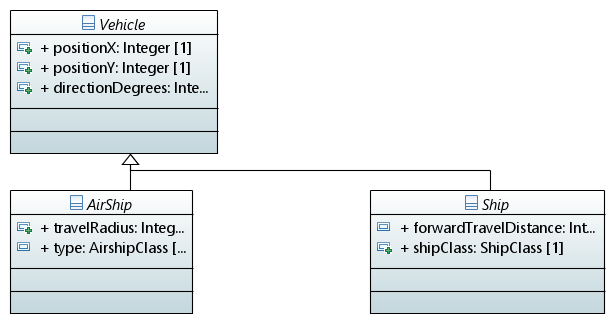 Vehicle
+ positionX: Integer [1]
+ positionY: Integer [1]
+ directionDegrees: Inte...
AirShip
+ travelRadius: Integ...
+ type: AirshipClass [...
Ship
+ forwardTravelDistance: Int...
+ shipClass: ShipClass [1]